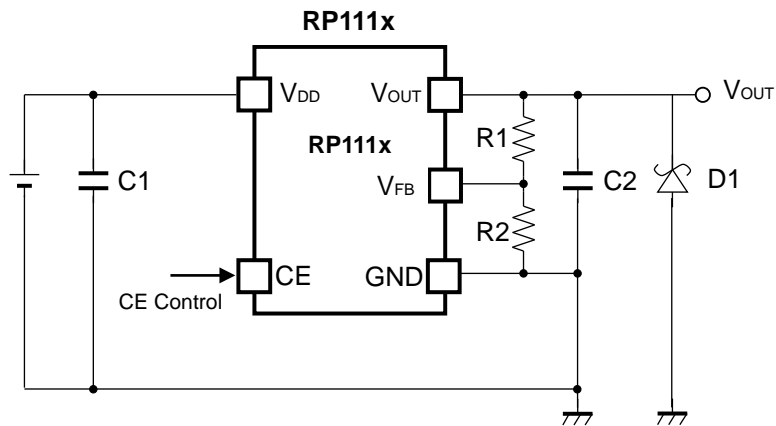 RP111x
VDD
VOUT
VOUT
R1
RP111x
C1
VFB
C2
D1
R2
CE
GND
CE Control